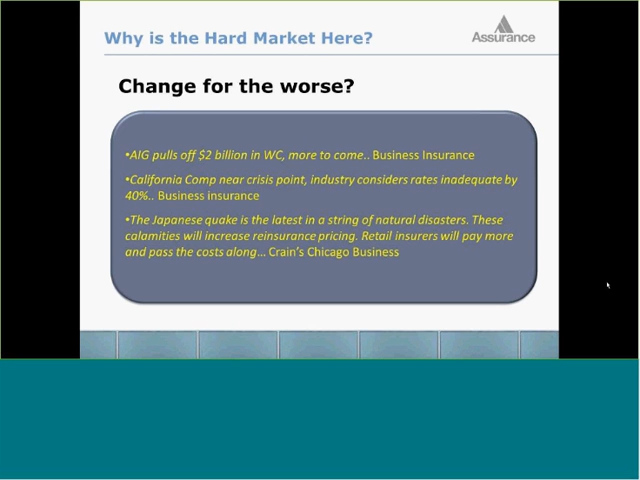 Why is the Hard Market Here?
Assurance
Change for the worse?
•AIG pulls off $2 billion in WC, more to come.. Business Insurance
•California Comp near crisis point, industry considers rates inadequate by
40%.. Business insurance
•The Japanese quake is the latest in a string of natural disasters. These
calamities will increase reinsurance pricing. Retail insurers will pay more
and pass the costs along... Crain's Chicago Business